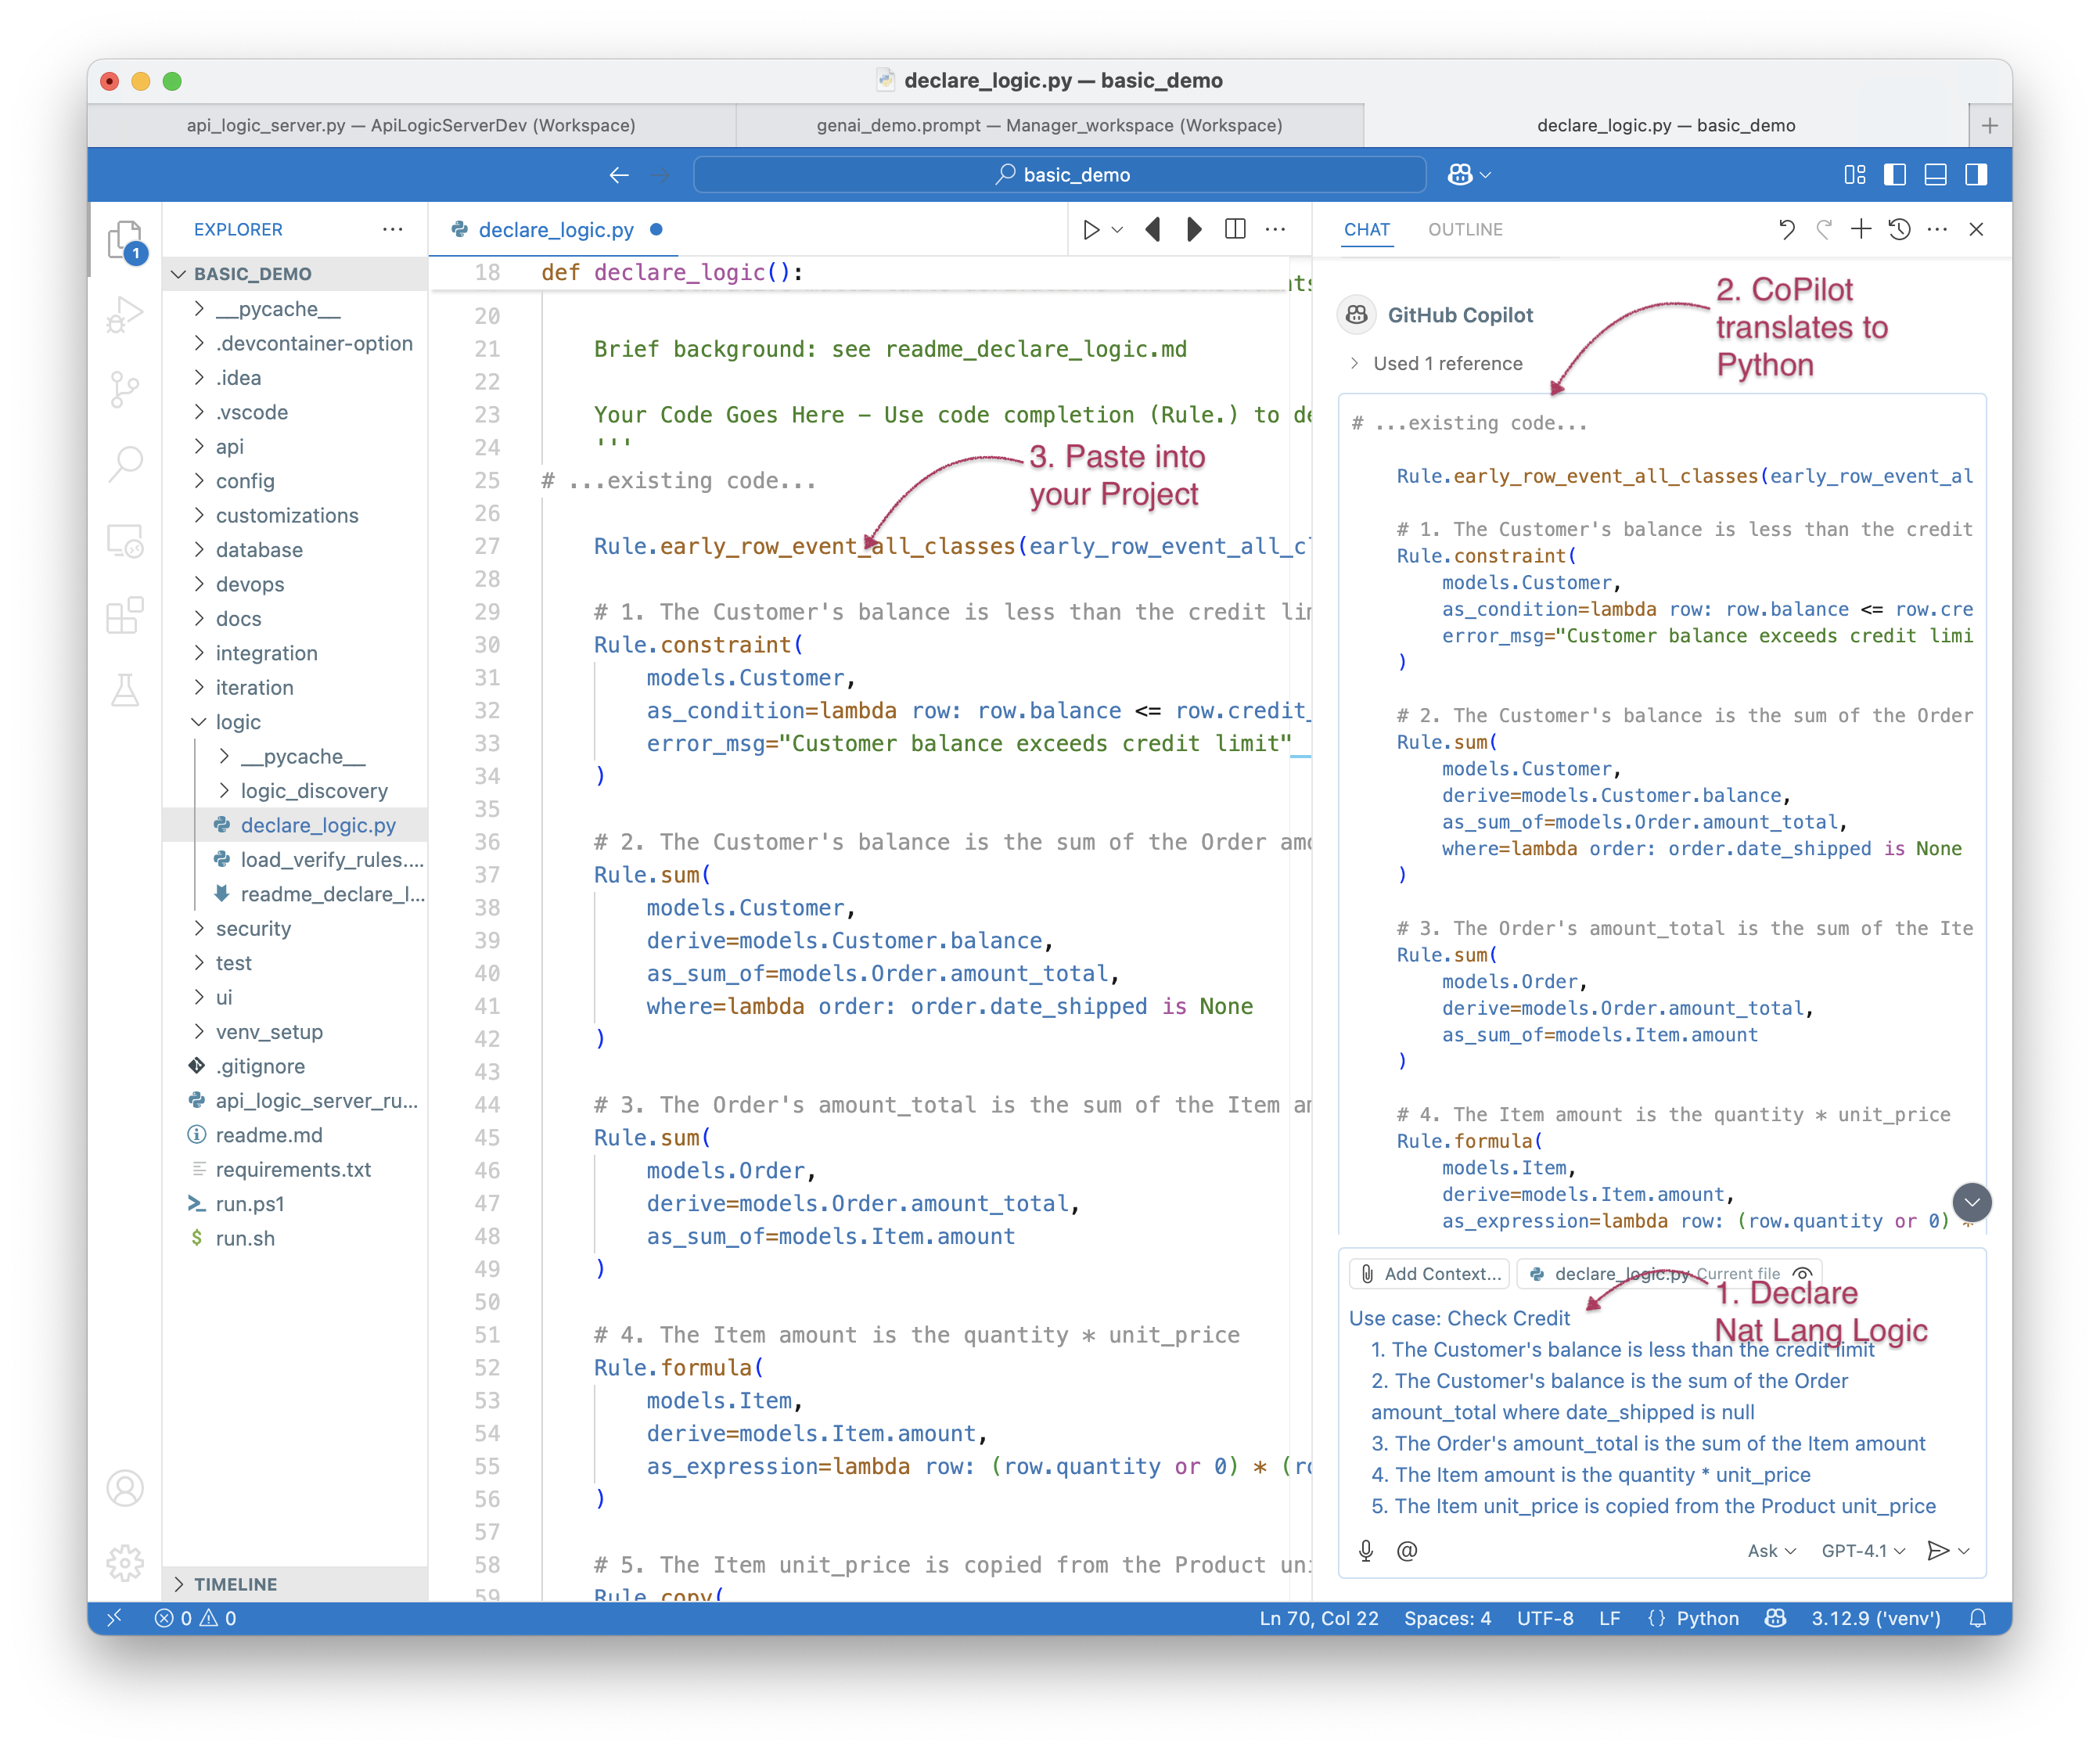 declare_logic.py — basic_demo
api_logic_server.py — ApiLogicServerDev (Workspace)
genai_demo.prompt — Manager_workspace (Workspace)
declare_logic.py — basic_demo
basic_demo
EXPLORER
1
BASIC_DEMO
__pycache__
.devcontainer-option
.idea
.vscode
api
config
customizations
database
devops
docs
integration
iteration
logic
__pycache__
logic_discovery
declare_logic.py
load_verify_rules....
readme_declare_l...
security
test
ui
venv_setup
.gitignore
api_logic_server_ru...
readme.md
requirements.txt
run.ps1
run.sh
TIMELINE
declare_logic.py
18 def declare_logic():
20
21 Brief background: see readme_declare_logic.md
22
23 Your Code Goes Here – Use code completion (Rule.) to de
24 '''
25 # ...existing code...
26
27 Rule.early_row_event_all_classes(early_row_event_all_cl
28
29 # 1. The Customer's balance is less than the credit lim
30 Rule.constraint(
31 models.Customer,
32 as_condition=lambda row: row.balance <= row.credit_
33 error_msg="Customer balance exceeds credit limit"
34 )
35
36 # 2. The Customer's balance is the sum of the Order amo
37 Rule.sum(
38 models.Customer,
39 derive=models.Customer.balance,
40 as_sum_of=models.Order.amount_total,
41 where=lambda order: order.date_shipped is None
42 )
43
44 # 3. The Order's amount_total is the sum of the Item am
45 Rule.sum(
46 models.Order,
47 derive=models.Order.amount_total,
48 as_sum_of=models.Item.amount
49 )
50
51 # 4. The Item amount is the quantity * unit_price
52 Rule.formula(
53 models.Item,
54 derive=models.Item.amount,
55 as_expression=lambda row: (row.quantity or 0) * (ro
56 )
57
58 # 5. The Item unit_price is copied from the Product uni
59 Rule.copy(
3. Paste into
your Project
CHAT
OUTLINE
GitHub Copilot
Used 1 reference
2. CoPilot
translates to
Python
# ...existing code...
Rule.early_row_event_all_classes(early_row_event_al
# 1. The Customer's balance is less than the credit
Rule.constraint(
models.Customer,
as_condition=lambda row: row.balance <= row.cre
error_msg="Customer balance exceeds credit limi
)
# 2. The Customer's balance is the sum of the Order
Rule.sum(
models.Customer,
derive=models.Customer.balance,
as_sum_of=models.Order.amount_total,
where=lambda order: order.date_shipped is None
)
# 3. The Order's amount_total is the sum of the Ite
Rule.sum(
models.Order,
derive=models.Order.amount_total,
as_sum_of=models.Item.amount
)
# 4. The Item amount is the quantity * unit_price
Rule.formula(
models.Item,
derive=models.Item.amount,
as_expression=lambda row: (row.quantity or 0) *
Add Context...
declare_logic.py Current file
1. Declare
Nat Lang Logic
Use case: Check Credit
1. The Customer's balance is less than the credit limit
2. The Customer's balance is the sum of the Order
amount_total where date_shipped is null
3. The Order's amount_total is the sum of the Item amount
4. The Item amount is the quantity * unit_price
5. The Item unit_price is copied from the Product unit_price
@
Ask
GPT-4.1
0 0
Ln 70, Col 22
Spaces: 4
UTF-8
LF
{} Python
3.12.9 ('venv')